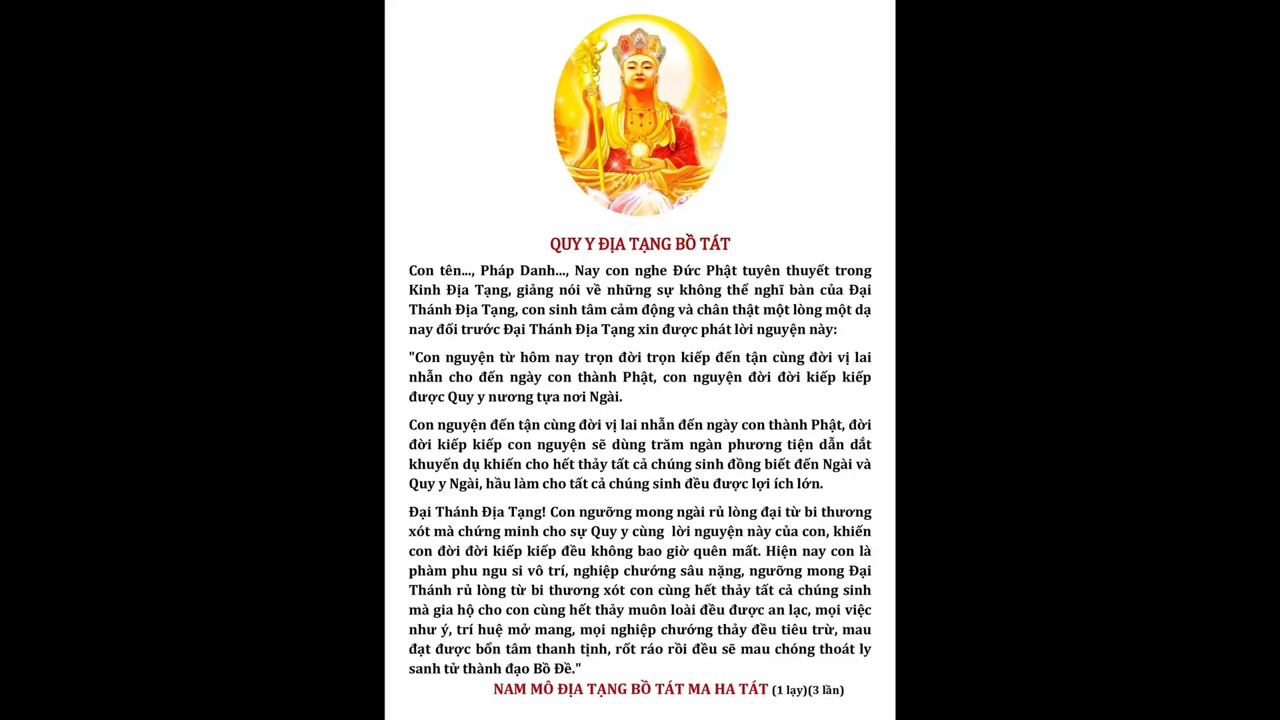 QUY Y ĐỊA TẠNG BỒ TÁT
Con tên..., Pháp Danh..., Nay con nghe Đức Phật tuyên thuyết trong
Kinh Địa Tạng, giảng nói về những sự không thể nghĩ bàn của Đại
Thánh Địa Tạng, con sinh tâm cảm động và chân thật một lòng một dạ
nay đối trước Đại Thánh Địa Tạng xin được phát lời nguyện này:
"Con nguyện từ hôm nay trọn đời trọn kiếp đến tận cùng đời vị lai
nhẫn cho đến ngày con thành Phật, con nguyện đời đời kiếp kiếp
được Quy y nương tựa nơi Ngài.
Con nguyện đến tận cùng đời vị lai nhẫn đến ngày con thành Phật, đời
đời kiếp kiếp con nguyện sẽ dùng trăm ngàn phương tiện dẫn dắt
khuyến dụ khiến cho hết thảy tất cả chúng sinh đồng biết đến Ngài và
Quy y Ngài, hầu làm cho tất cả chúng sinh đều được lợi ích lớn.
Đại Thánh Địa Tạng! Con ngưỡng mong ngài rủ lòng đại từ bi thương
xót mà chứng minh cho sự Quy y cùng lời nguyện này của con, khiến
con đời đời kiếp kiếp đều không bao giờ quên mất. Hiện nay con là
phàm phu ngu si vô trí, nghiệp chướng sâu nặng, ngưỡng mong Đại
Thánh rủ lòng từ bi thương xót con cùng hết thảy tất cả chúng sinh
mà gia hộ cho con cùng hết thảy muôn loài đều được an lạc, mọi việc
như ý, trí huệ mở mang, mọi nghiệp chướng thảy đều tiêu trừ, mau
đạt được bổn tâm thanh tịnh, rốt ráo rồi đều sẽ mau chóng thoát ly
sanh tử thành đạo Bồ Đề."
NAM MÔ ĐỊA TẠNG BỒ TÁT MA HA TÁT (1 lạy)(3 lần)